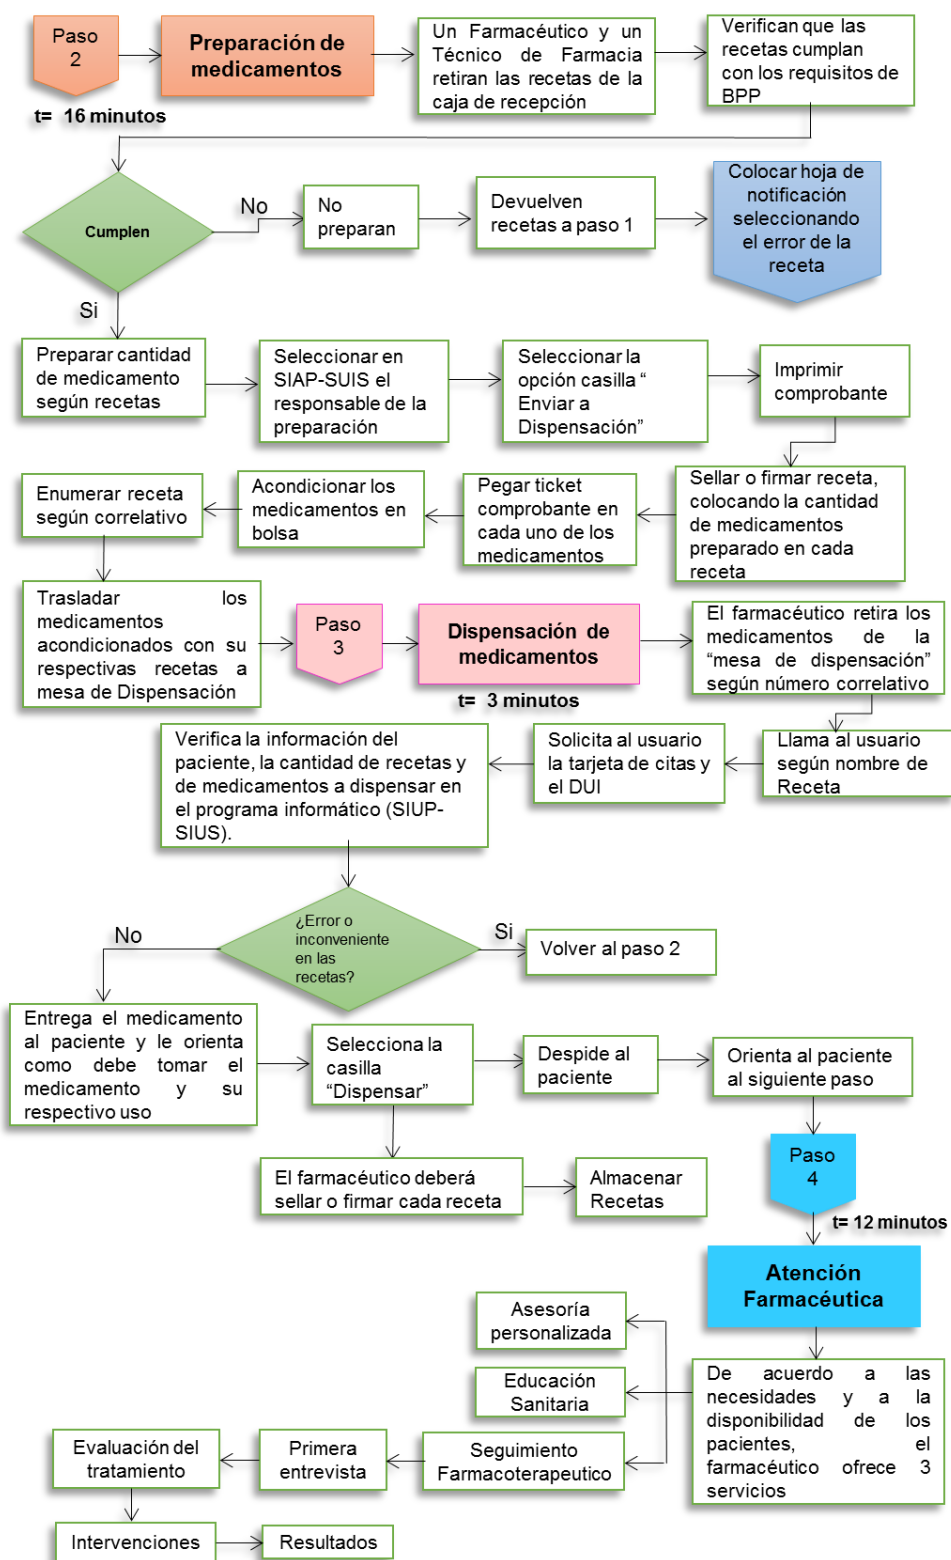 Paso
2
Preparación de
medicamentos
Un Farmacéutico y un
Técnico de Farmacia
retiran las recetas de la
caja de recepción
Verifican que las
recetas cumplan
con los requisitos de
BPP
t= 16 minutos
Cumplen
No
No
preparan
Devuelven
recetas a paso 1
Colocar hoja de
notificación
seleccionando
el error de la
receta
Si
Preparar cantidad
de medicamento
según recetas
Seleccionar en
SIAP-SUIS el
responsable de la
preparación
Seleccionar la
opción casilla “
Enviar a
Dispensación”
Imprimir
comprobante
Sellar o firmar receta,
colocando la cantidad
de medicamentos
preparado en cada
receta
Pegar ticket
comprobante en
cada uno de los
medicamentos
Acondicionar los
medicamentos en
bolsa
Enumerar receta
según correlativo
Trasladar los
medicamentos
acondicionados con su
respectivas recetas a
mesa de Dispensación
Paso
3
Dispensación de
medicamentos
t= 3 minutos
El farmacéutico retira los
medicamentos de la
“mesa de dispensación”
según número correlativo
Llama al usuario
según nombre de
Receta
Solicita al usuario
la tarjeta de citas y
el DUI
Verifica la información del
paciente, la cantidad de recetas y
de medicamentos a dispensar en
el programa informático (SIUP-
SIUS).
¿Error o
inconveniente
en las
recetas?
Si
Volver al paso 2
No
Entrega el medicamento
al paciente y le orienta
como debe tomar el
medicamento y su
respectivo uso
Selecciona la
casilla
“Dispensar”
Despide al
paciente
Orienta al paciente
al siguiente paso
El farmacéutico deberá
sellar o firmar cada receta
Almacenar
Recetas
Paso
4
t= 12 minutos
Atención
Farmacéutica
De acuerdo a las
necesidades y a la
disponibilidad de los
pacientes, el
farmacéutico ofrece 3
servicios
Asesoría
personalizada
Educación
Sanitaria
Seguimiento
Farmacoterapeutico
Primera
entrevista
Evaluación del
tratamiento
Intervenciones
Resultados